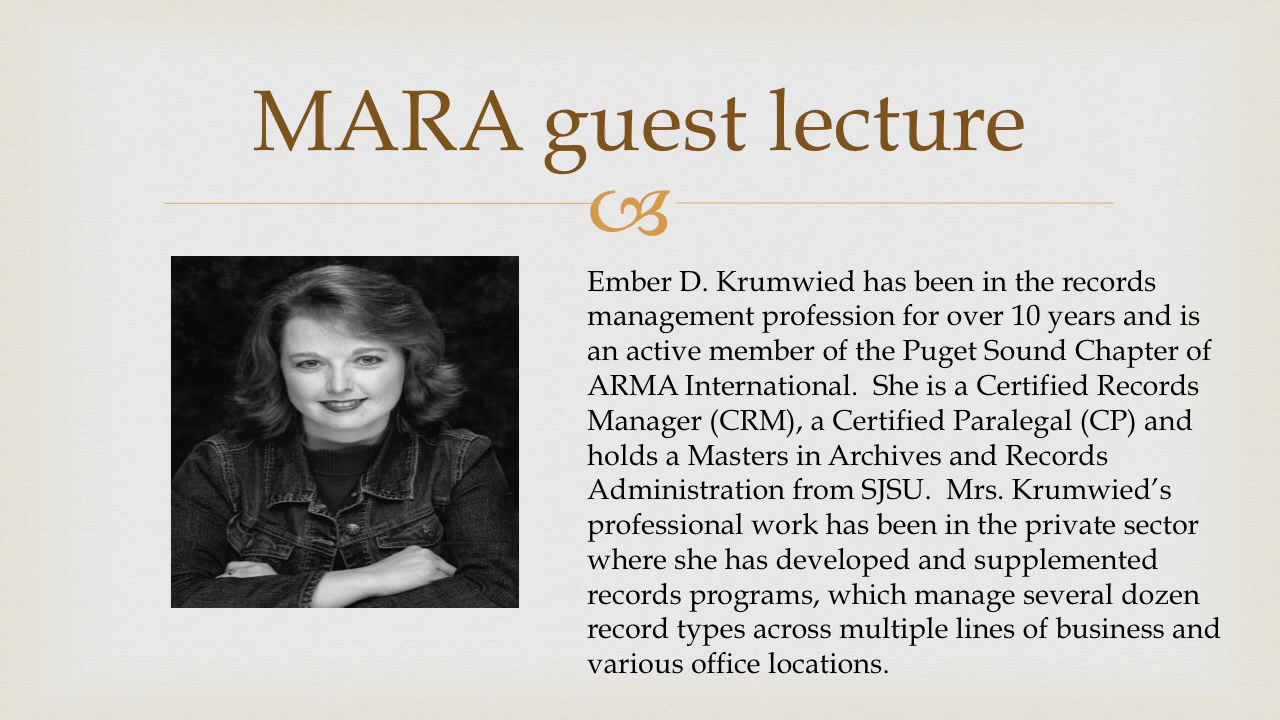 MARA guest lecture
Ember D. Krumwied has been in the records
management profession for over 10 years and is
an active member of the Puget Sound Chapter of
ARMA International.  She is a Certified Records
Manager (CRM), a Certified Paralegal (CP) and
holds a Masters in Archives and Records
Administration from SJSU.  Mrs. Krumwied’s
professional work has been in the private sector
where she has developed and supplemented
records programs, which manage several dozen
record types across multiple lines of business and
various office locations.